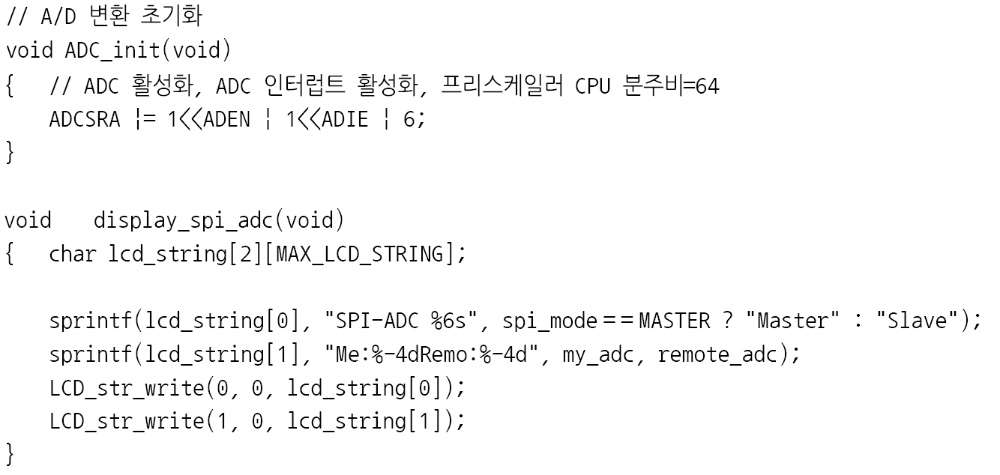 // A/D 변환 초기화
void ADC_init(void)
{   // ADC 활성화, ADC 인터럽트 활성화, 프리스케일러 CPU 분주비=64
    ADCSRA |= 1<<ADEN | 1<<ADIE | 6;
}

void   display_spi_adc(void)
{   char lcd_string[2][MAX_LCD_STRING];

    sprintf(lcd_string[0], "SPI-ADC %6s", spi_mode==MASTER ? "Master" : "Slave");
    sprintf(lcd_string[1], "Me:%-4dRemo:%-4d", my_adc, remote_adc);
    LCD_str_write(0, 0, lcd_string[0]);
    LCD_str_write(1, 0, lcd_string[1]);
}